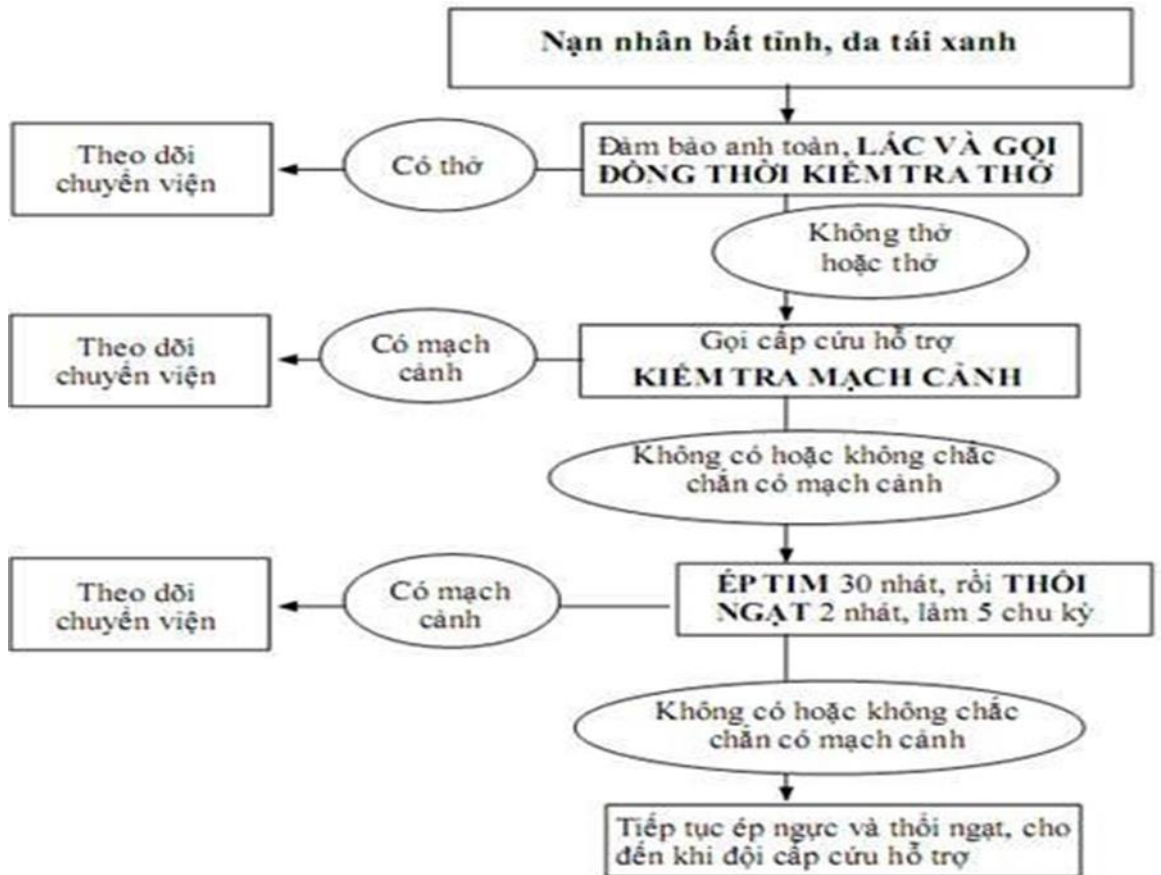 Nạn nhân bất tỉnh, da tái xanh
Đảm bảo anh toàn, LẮC VÀ GỌI
ĐỒNG THỜI KIỂM TRA THỞ
Có thở
Theo dõi
chuyển viện
Không thở
hoặc thở
Gọi cấp cứu hỗ trợ
KIỂM TRA MẠCH CẢNH
Có mạch
cảnh
Theo dõi
chuyển viện
Không có hoặc không chắc
chắn có mạch cảnh
ÉP TIM 30 nhát, rồi THỔI
NGẠT 2 nhát, làm 5 chu kỳ
Có mạch
cảnh
Theo dõi
chuyển viện
Không có hoặc không chắc
chắn có mạch cảnh
Tiếp tục ép ngực và thổi ngạt, cho
đến khi đội cấp cứu hỗ trợ